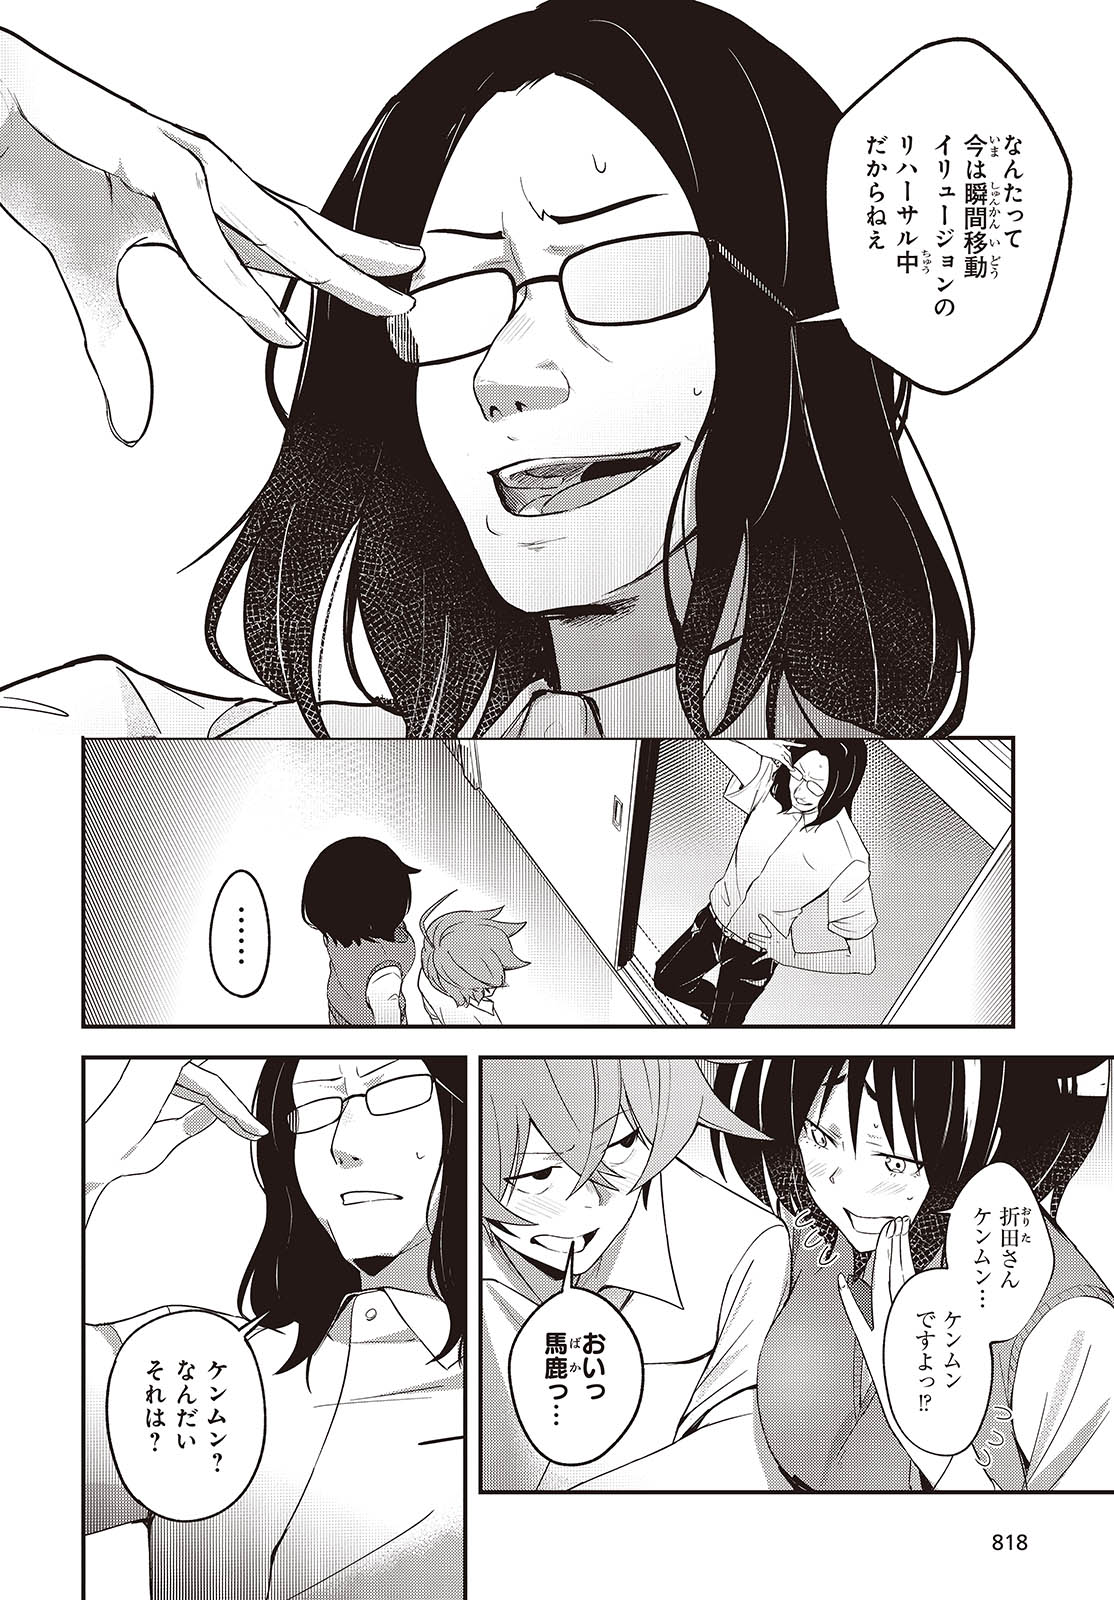 なんたって
今は瞬間移動
イリュージョンの
リハーサル中
だからねえ
………
折田さん
ケンムン…
ケンムン
ですよっ!?
おいっ
馬鹿っ…
ケンムン?
なんだい
それは?
818